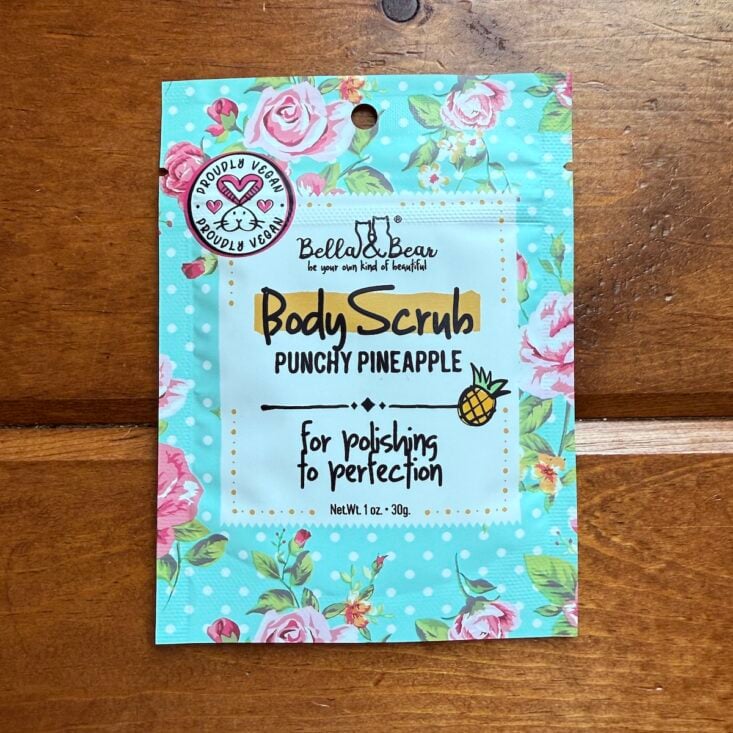 PROUDLY VEGAN
PROUDLY VEGAN
Bella & Bear ®
be your own kind of beautiful
Body Scrub
PUNCHY PINEAPPLE
for polishing
to perfection
Net.Wt. 1 oz. • 30g.